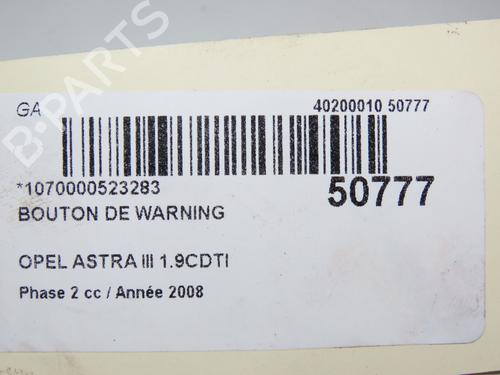 GA
40200010 50777
*1070000523283
50777
BOUTON DE WARNING
OPEL ASTRA III 1.9CDTI
Phase 2 cc / Année 2008
B-PARTS